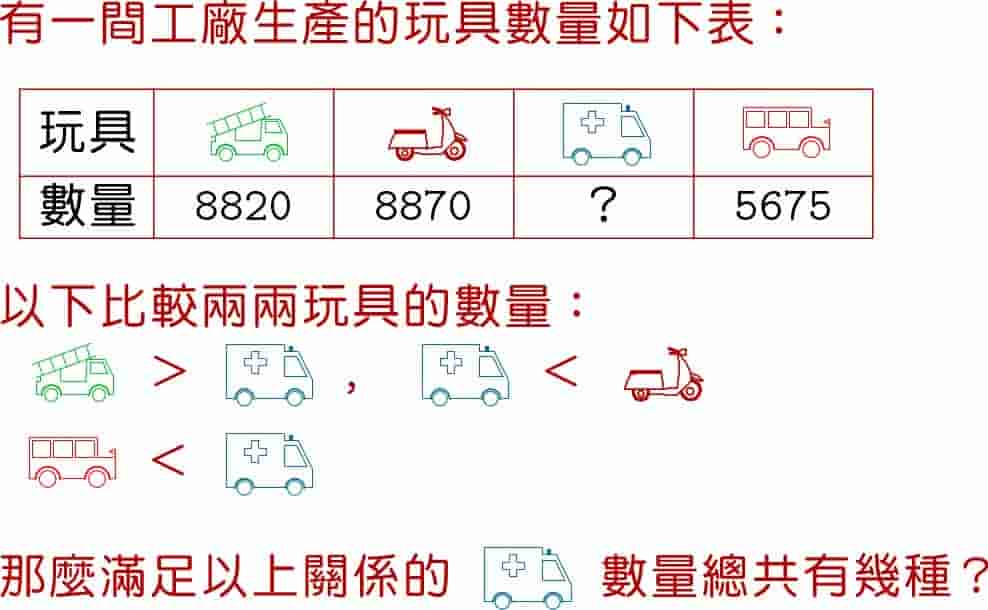 有一間工廠生產的玩具數量如下表：
玩具
數量 8820 8870 ? 5675
以下比較兩兩玩具的數量：
> , <
<
那麼滿足以上關係的 數量總共有幾種？